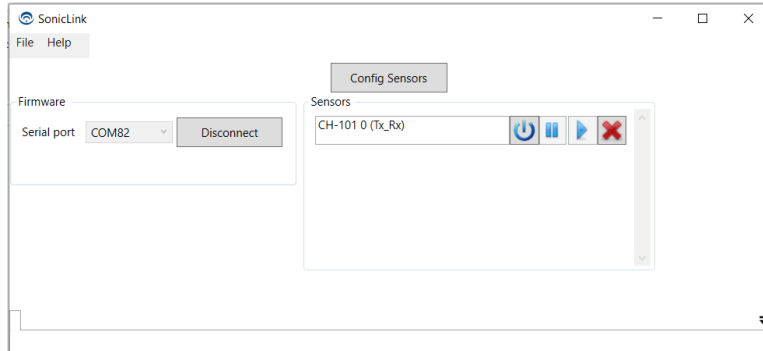 SonicLink
File Help
Config Sensors
Firmware
Serial port COM82 Disconnect
Sensors
CH-101 0 (Tx_Rx)